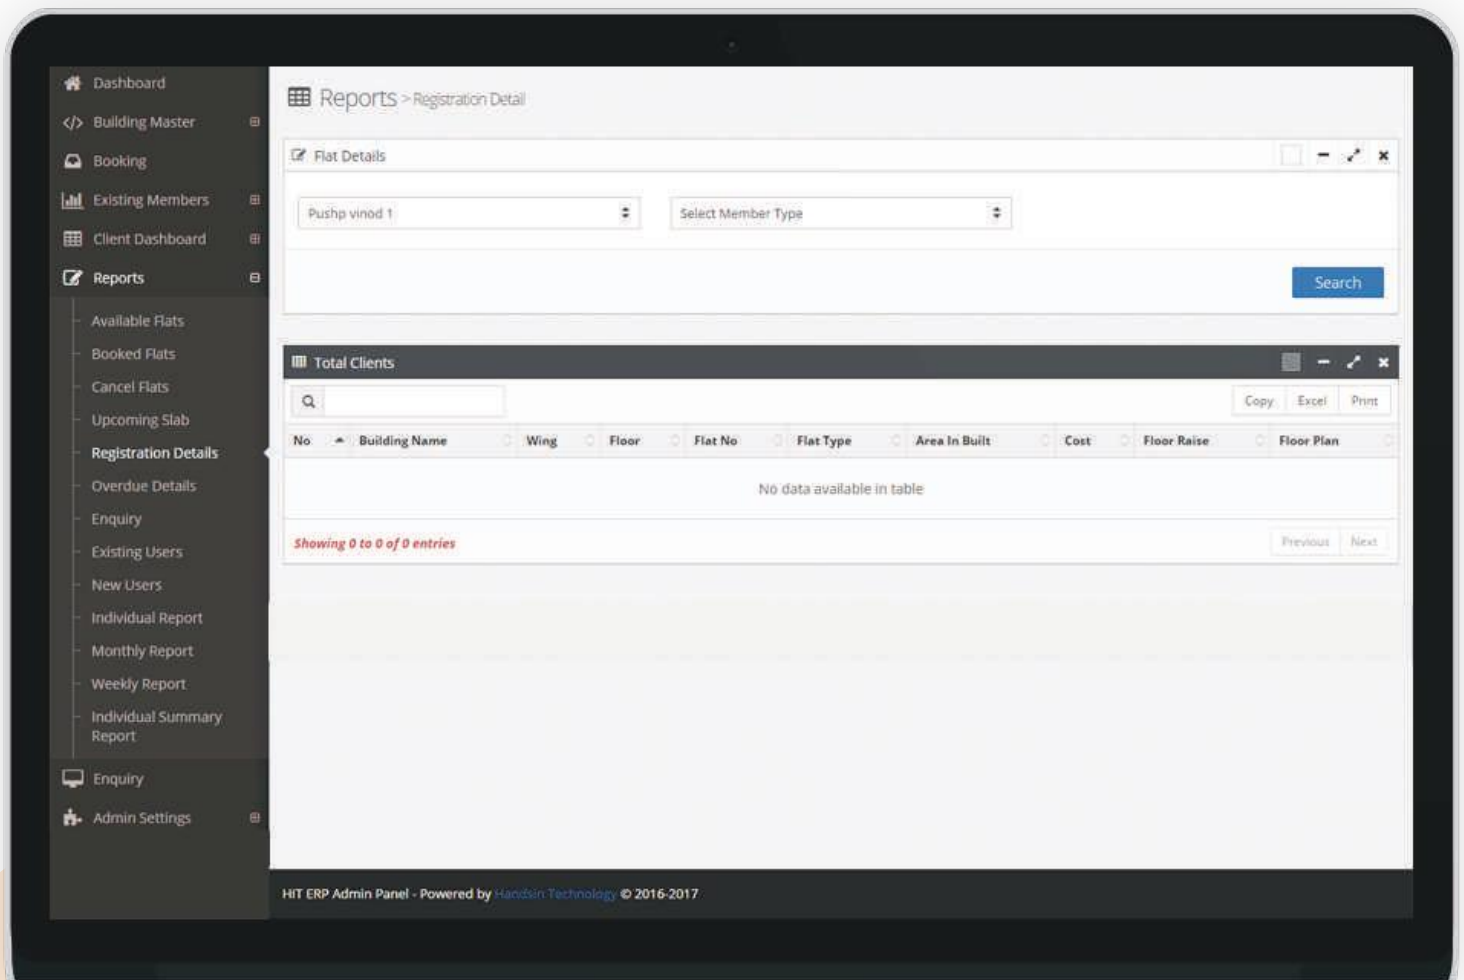 Dashboard
Building Master
Booking
Existing Members
Client Dashboard
Reports
Available Flats
Booked Flats
Cancel Flats
Upcoming Slab
Registration Details
Overdue Details
Enquiry
Existing Users
New Users
Individual Report
Monthly Report
Weekly Report
Individual Summary
Report
Enquiry
Admin Settings
Reports > Registration Detail
Flat Details
Pushp vinod 1 Select Member Type
Search
Total Clients
Copy Excel Print
No Building Name Wing Floor Flat No Flat Type Area In Built Cost Floor Raise Floor Plan
No data available in table
Showing 0 to 0 of 0 entries
Previous Next
HIT ERP Admin Panel - Powered by Handsin Technology © 2016-2017